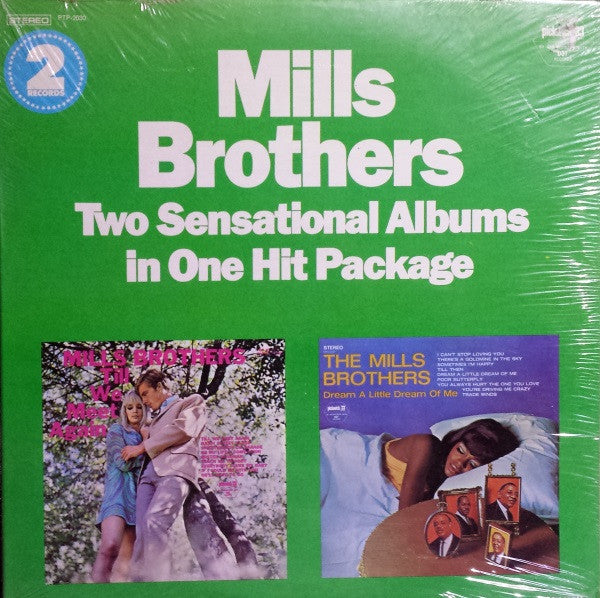 STEREO PTP-2050
2
RECORDS
Mills
Brothers
Two Sensational Albums
in One Hit Package
MILLS BROTHERS
Till
We
Meet
Again
STEREO
THE MILLS
BROTHERS
Dream A Little Dream Of Me
I CAN'T STOP LOVING YOU
THERE'S A GOLDMINE IN THE SKY
SOMETIMES I'M HAPPY
TILL THEN
DREAM A LITTLE DREAM OF ME
POOR BUTTERFLY
YOU ALWAYS HURT THE ONE YOU LOVE
YOU'RE DRIVING ME CRAZY
TRADE WINDS